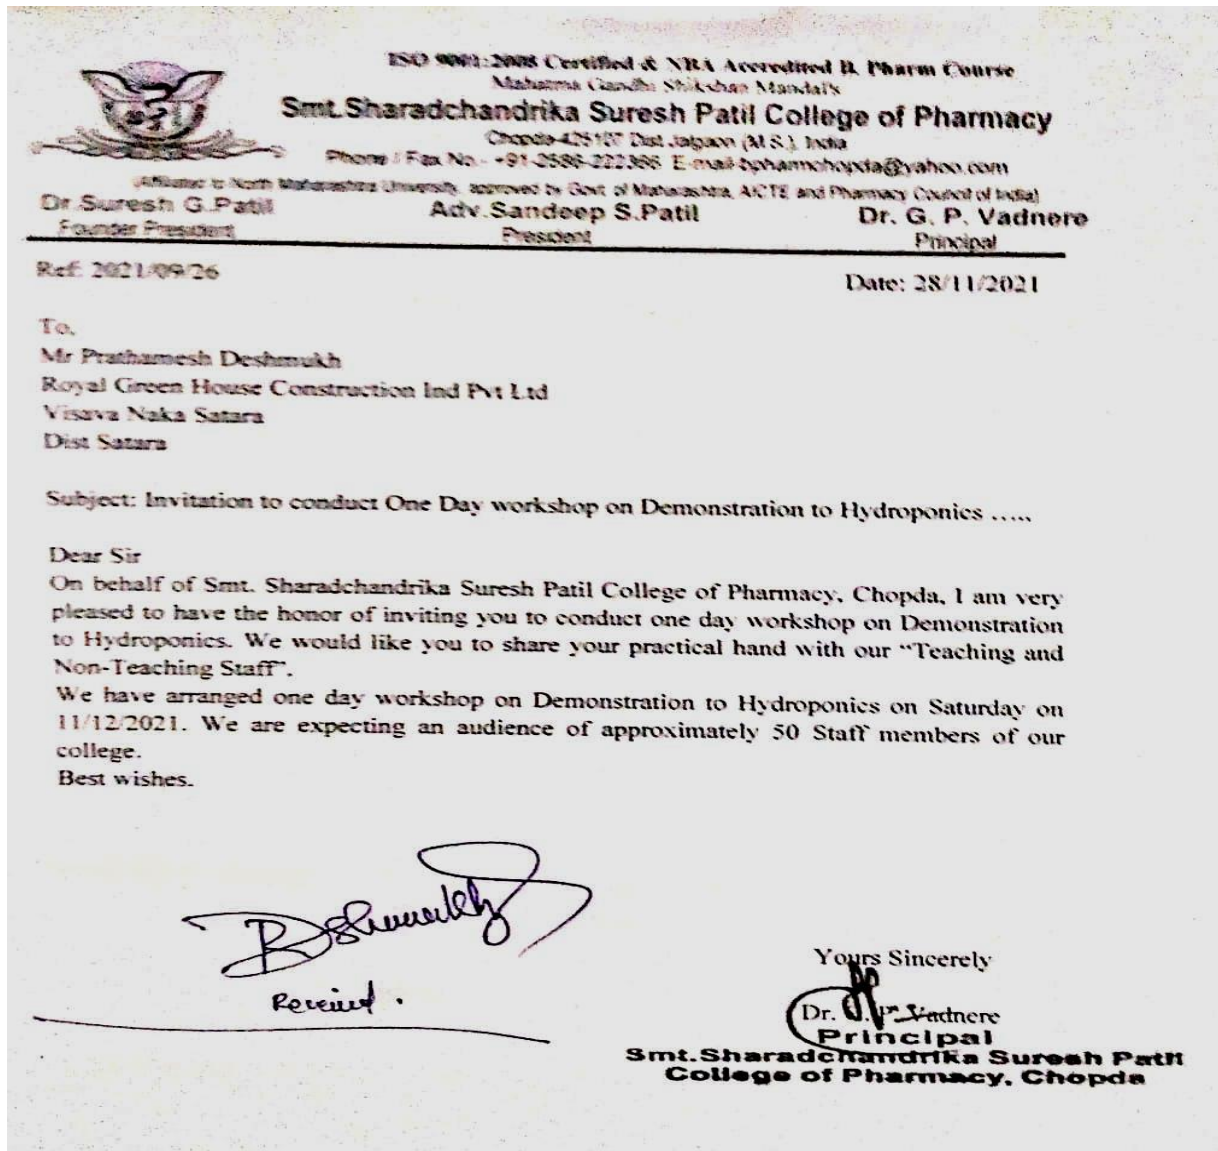 ISO 9001:2008 Certified & NBA Accredited B. Pharm Course
Mahatma Gandhi Shikshan Mandal's
Smt.Sharadchandrika Suresh Patil College of Pharmacy
Chopda-425107 Dist.Jalgaon (M.S.), India
Phone / Fax No.- +91-2586-222366 E-mail-bpharmchopda@yahoo.com
(Affiliated to North Maharashtra University, approved by Govt. of Maharashtra, AICTE and Pharmacy Council of India)
Dr.Suresh G.Patil Adv.Sandeep S.Patil Dr. G. P. Vadnere
Founder President President Principal
Ref: 2021/09/26 Date: 28/11/2021
To,
Mr Prathamesh Deshmukh
Royal Green House Construction Ind Pvt Ltd
Visava Naka Satara
Dist Satara
Subject: Invitation to conduct One Day workshop on Demonstration to Hydroponics …..
Dear Sir
On behalf of Smt. Sharadchandrika Suresh Patil College of Pharmacy, Chopda, I am very
pleased to have the honor of inviting you to conduct one day workshop on Demonstration
to Hydroponics. We would like you to share your practical hand with our “Teaching and
Non-Teaching Staff”.
We have arranged one day workshop on Demonstration to Hydroponics on Saturday on
11/12/2021. We are expecting an audience of approximately 50 Staff members of our
college.
Best wishes.
Deshmukh
Received.
Yours Sincerely
Dr. G. P. Vadnere
Principal
Smt.Sharadchandrika Suresh Patil
College of Pharmacy, Chopda